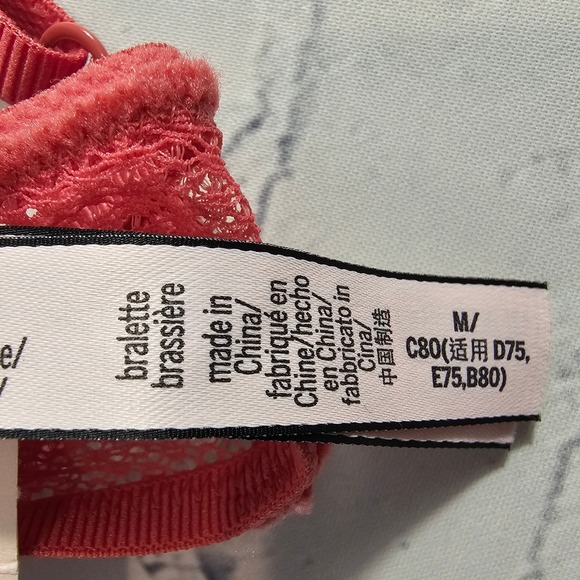 e/
/
bralette
brassière
made in
China/
fabriqué en
Chine/hecho
en China/
fabbricato in
Cina/
中国制造
M/
C80(适用 D75,
E75,B80)